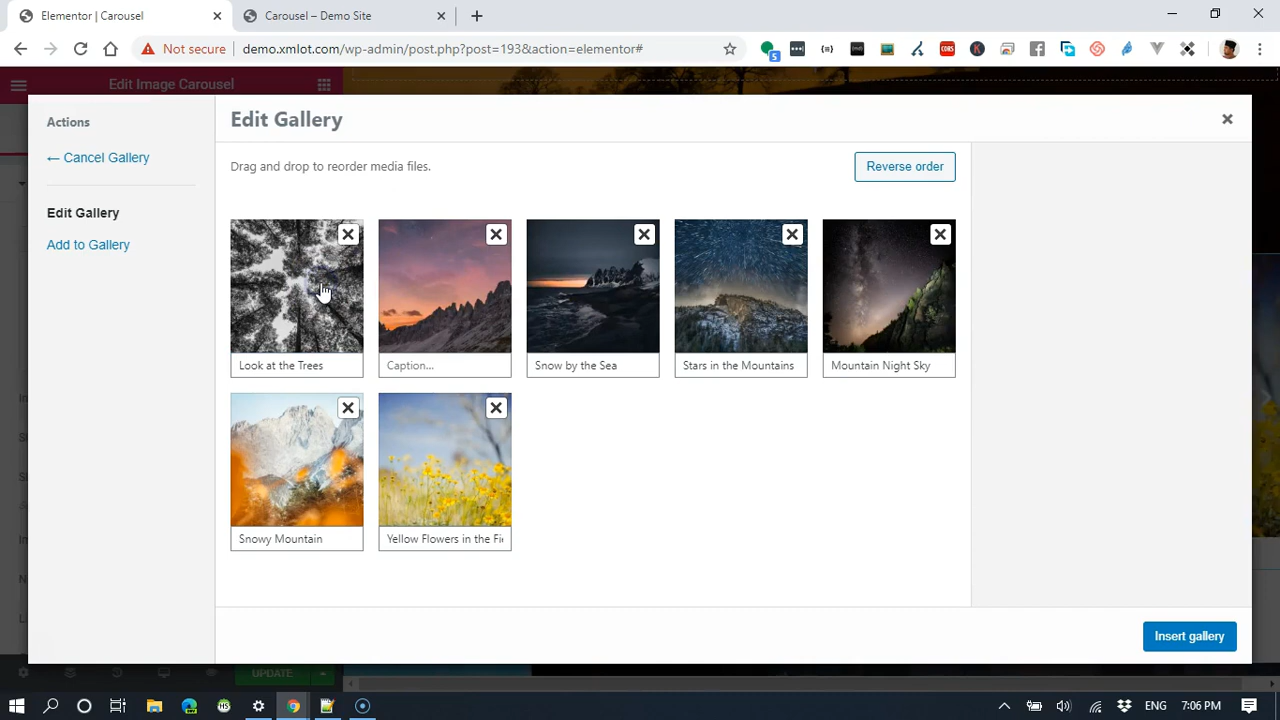 Elementor | Carousel
Carousel – Demo Site
Not secure
demo.xmlot.com/wp-admin/post.php?post=193&action=elementor#
Edit Image Carousel
Actions
← Cancel Gallery
Edit Gallery
Add to Gallery
Edit Gallery
Drag and drop to reorder media files.
Reverse order
Look at the Trees
Caption...
Snow by the Sea
Stars in the Mountains
Mountain Night Sky
Snowy Mountain
Yellow Flowers in the Fi
Insert gallery
UPDATE
ENG
7:06 PM